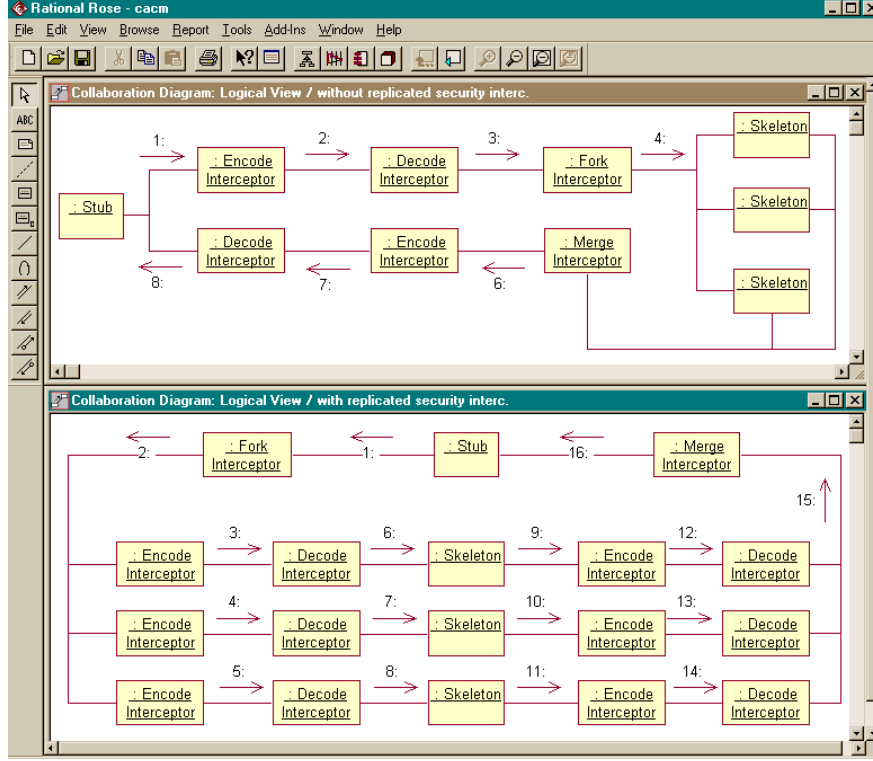 Rational Rose - cacm
File Edit View Browse Report Tools Add-Ins Window Help
ABC
Collaboration Diagram: Logical View / without replicated security interc.
1: 2: 3: 4:
: Skeleton
: Encode
Interceptor
: Decode
Interceptor
: Fork
Interceptor
: Stub
: Skeleton
: Decode
Interceptor
: Encode
Interceptor
: Merge
Interceptor
: Skeleton
8: 7: 6:
Collaboration Diagram: Logical View / with replicated security interc.
2: : Fork
Interceptor
1: : Stub
16: : Merge
Interceptor
15:
3: 6: 9: 12:
: Encode
Interceptor
: Decode
Interceptor
: Skeleton
: Encode
Interceptor
: Decode
Interceptor
4: 7: 10: 13:
: Encode
Interceptor
: Decode
Interceptor
: Skeleton
: Encode
Interceptor
: Decode
Interceptor
5: 8: 11: 14:
: Encode
Interceptor
: Decode
Interceptor
: Skeleton
: Encode
Interceptor
: Decode
Interceptor